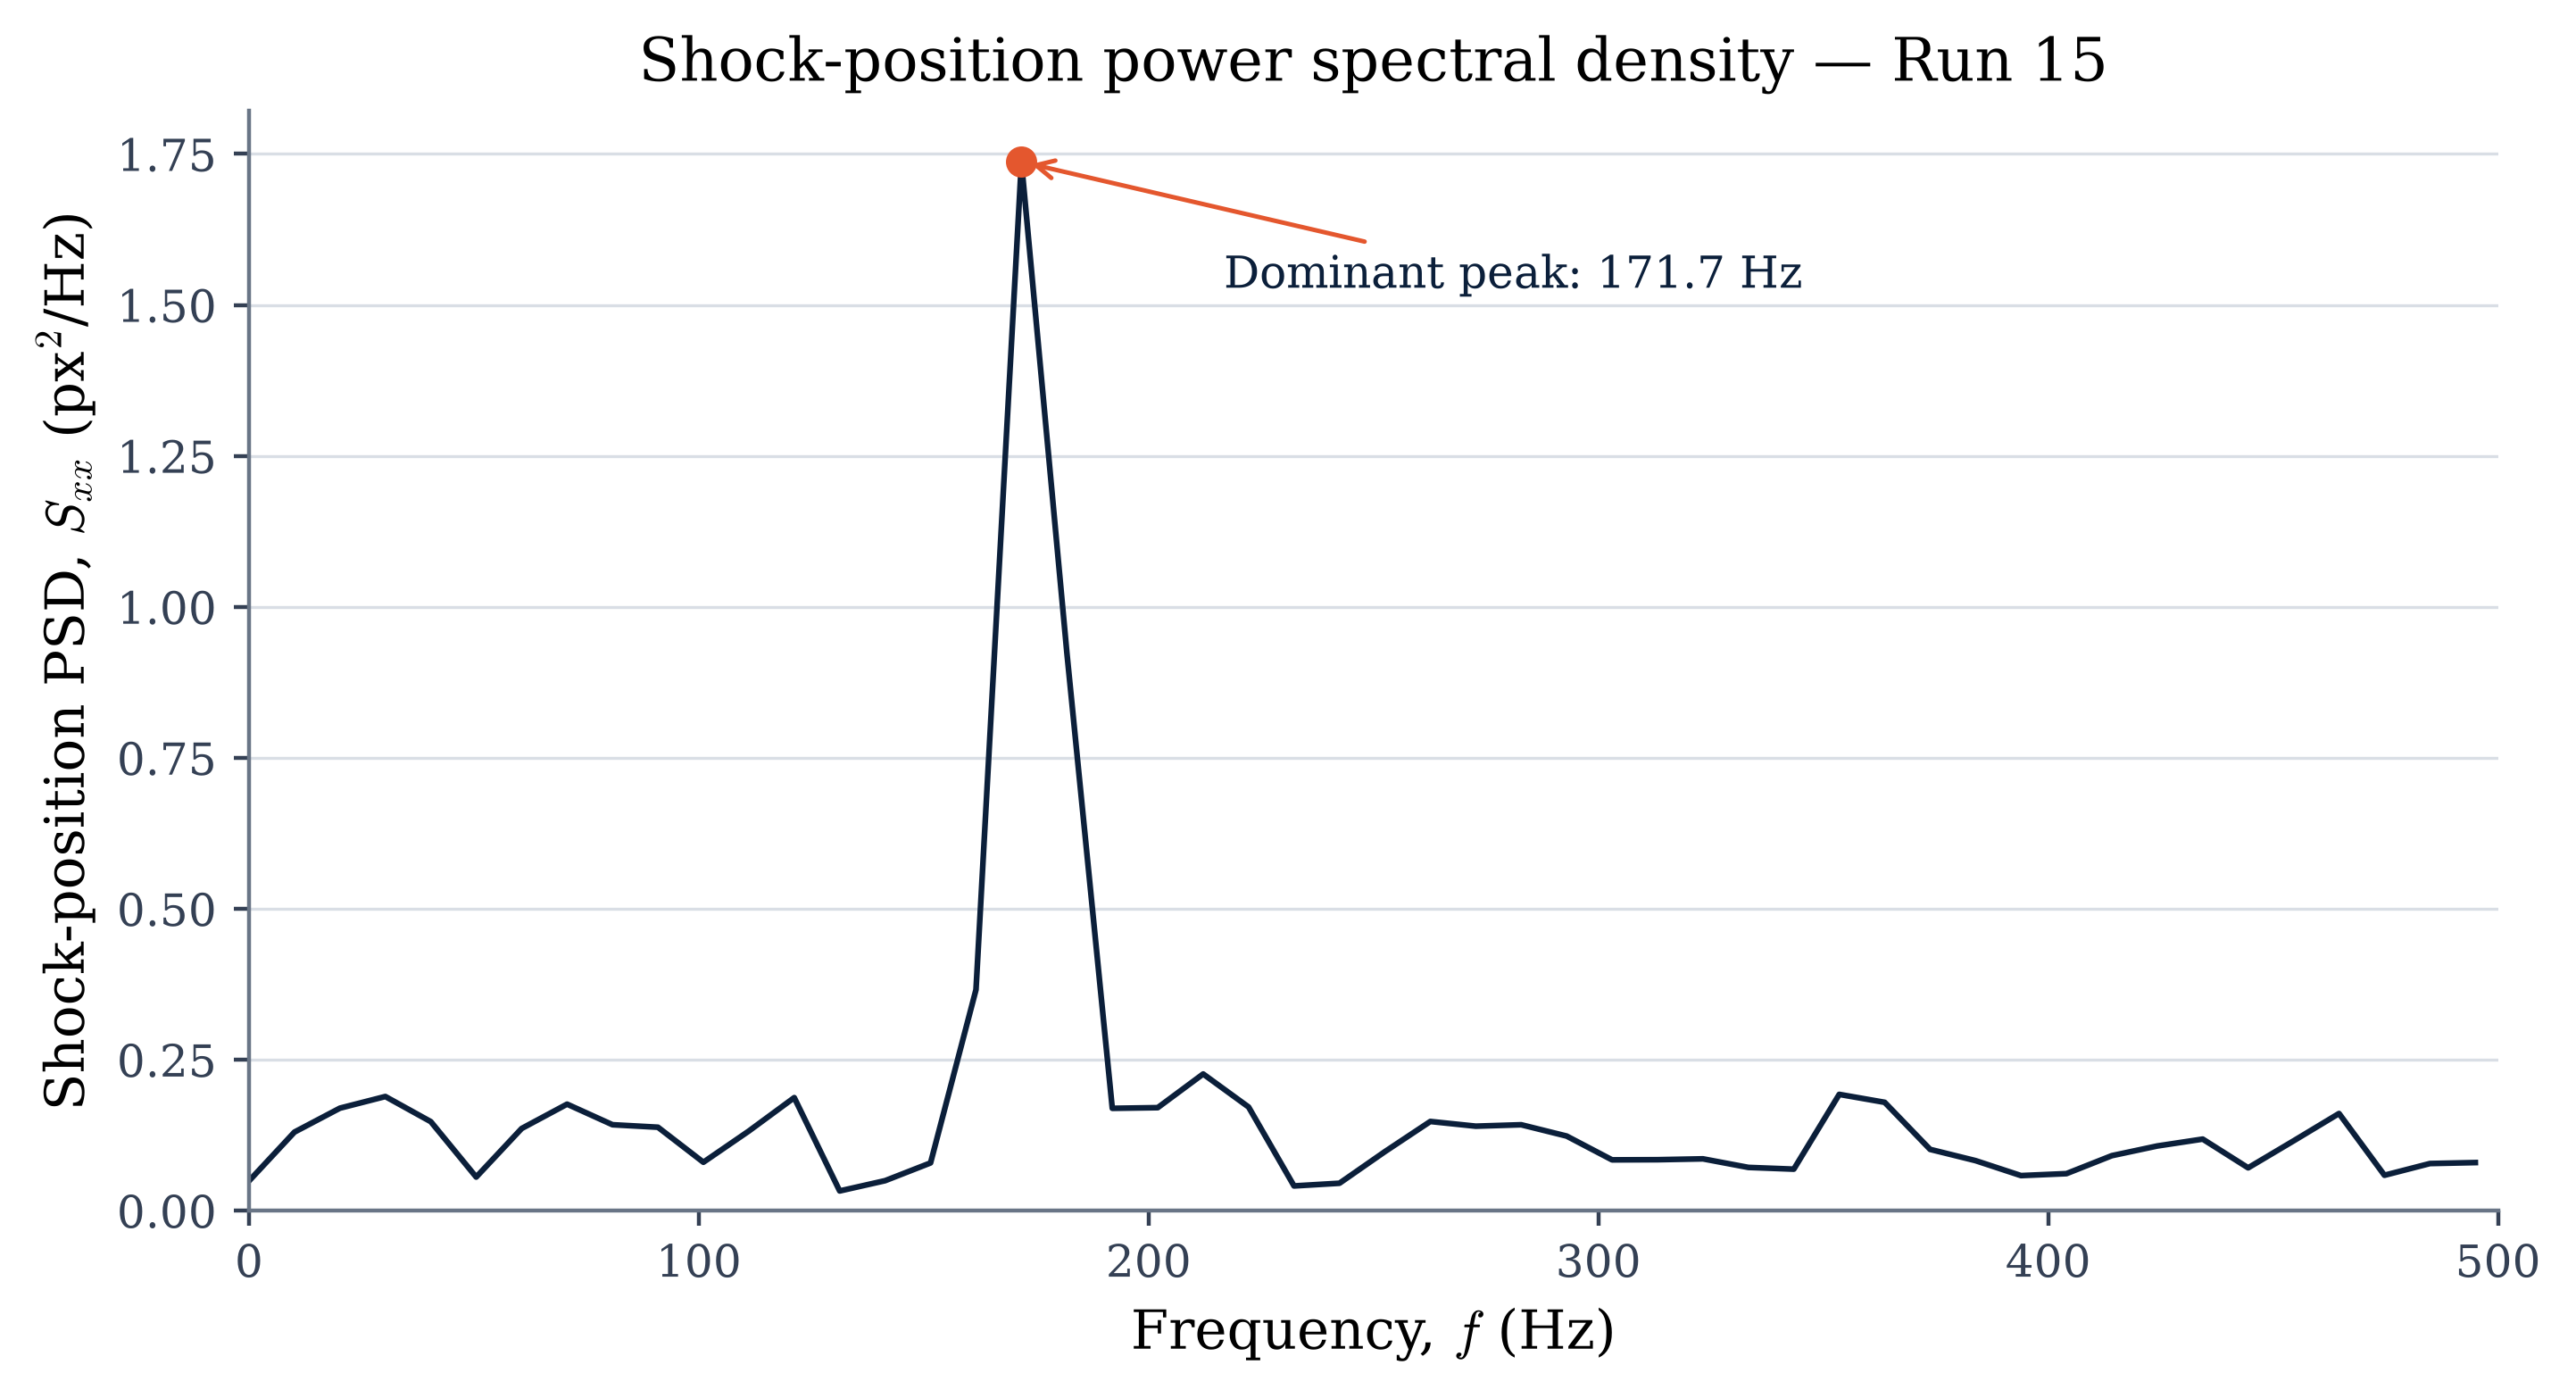 Shock-position power spectral density — Run 15
Shock-position PSD, Sₓₓ (px²/Hz)
1.75
1.50
1.25
1.00
0.75
0.50
0.25
0.00
Dominant peak: 171.7 Hz
0 100 200 300 400 500
Frequency, f (Hz)